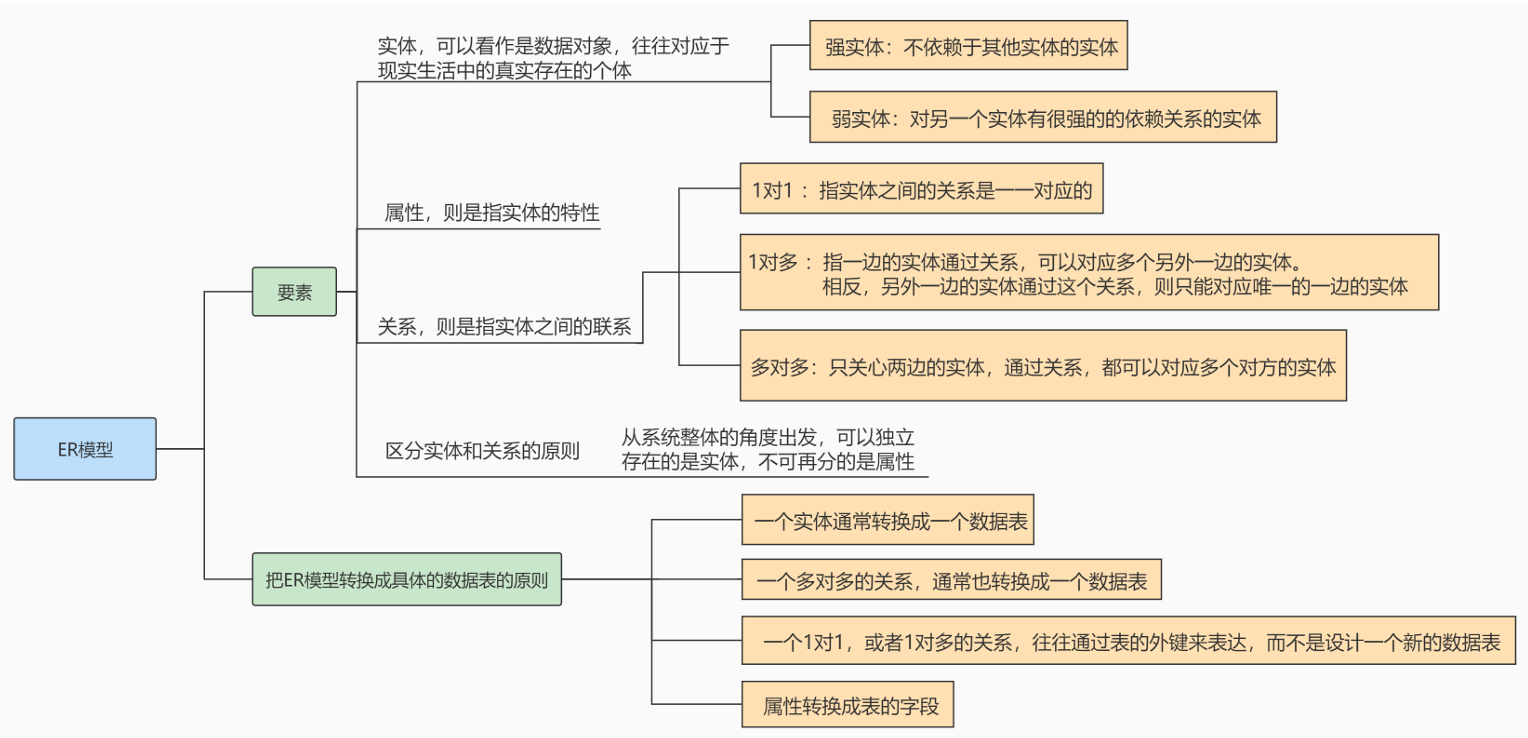 实体，可以看作是数据对象，往往对应于
现实生活中的真实存在的个体
强实体：不依赖于其他实体的实体
弱实体：对另一个实体有很强的的依赖关系的实体
属性，则是指实体的特性
1对1 ：指实体之间的关系是一一对应的
1对多 ：指一边的实体通过关系，可以对应多个另外一边的实体。
相反，另外一边的实体通过这个关系，则只能对应唯一的一边的实体
要素
关系，则是指实体之间的联系
多对多：只关心两边的实体，通过关系，都可以对应多个对方的实体
ER模型
区分实体和关系的原则
从系统整体的角度出发，可以独立
存在的是实体，不可再分的是属性
把ER模型转换成具体的数据表的原则
一个实体通常转换成一个数据表
一个多对多的关系，通常也转换成一个数据表
一个1对1，或者1对多的关系，往往通过表的外键来表达，而不是设计一个新的数据表
属性转换成表的字段